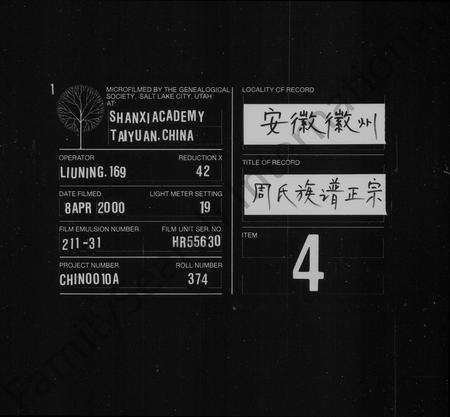 1
MICROFILMED BY THE GENEALOGICAL
SOCIETY, SALT LAKE CITY, UTAH
AT:
SHANXI ACADEMY
TAIYUAN, CHINA
OPERATOR REDUCTION X
LIUNING.169 42
DATE FILMED LIGHT METER SETTING
8APR 2000 19
FILM EMULSION NUMBER FILM UNIT SER. NO.
211-31 HR55630
PROJECT NUMBER ROLL NUMBER
CHIN0010A 374
LOCALITY OF RECORD
安徽徽州
TITLE OF RECORD
周氏族谱正宗
ITEM
4